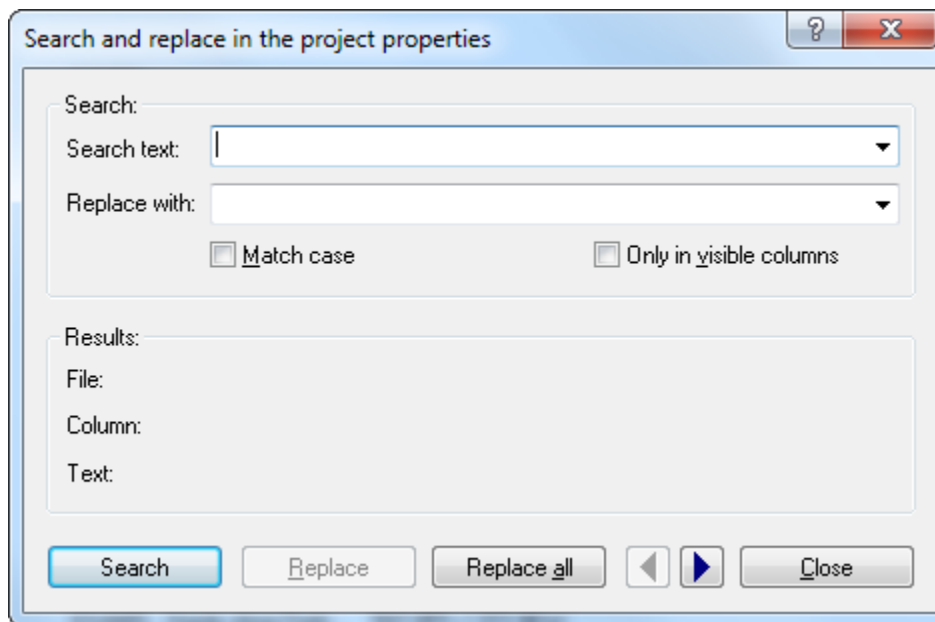 Search and replace in the project properties
Search:
Search text:
Replace with:
Match case Only in visible columns
Results:
File:
Column:
Text:
Search Replace Replace all Close